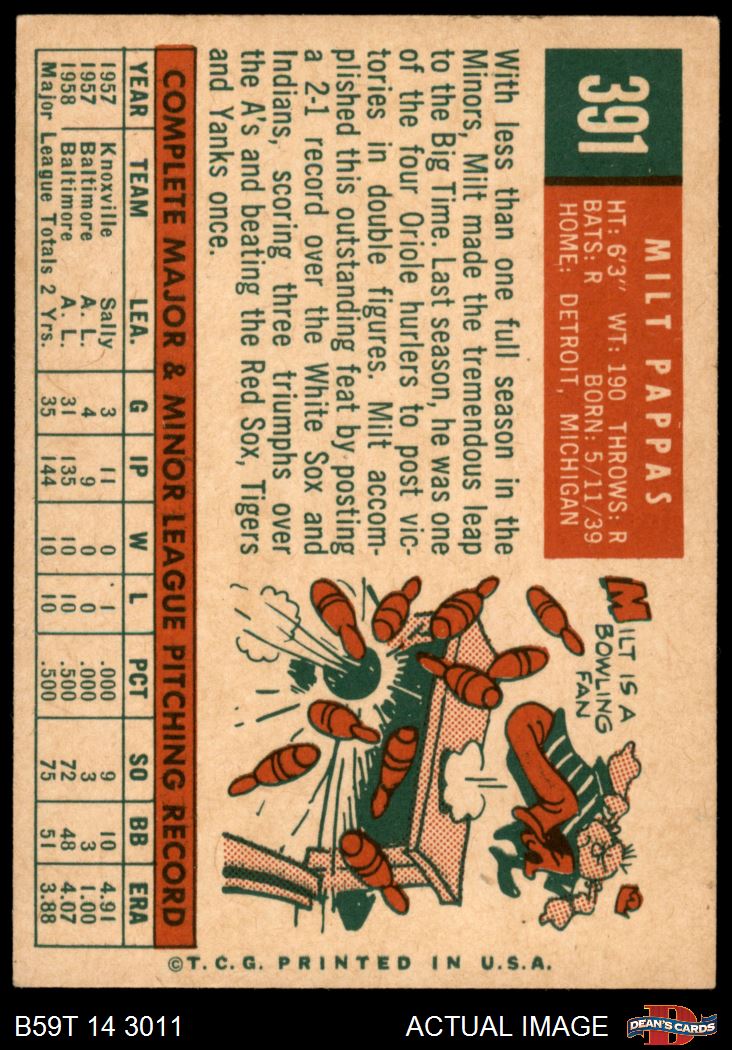 391
MILT PAPPAS
HT: 6'3" WT: 190 THROWS: R
BATS: R BORN: 5/11/39
HOME: DETROIT, MICHIGAN
With less than one full season in the
Minors, Milt made the tremendous leap
to the Big Time. Last season, he was one
of the four Oriole hurlers to post vic-
tories in double figures. Milt accom-
plished this outstanding feat by posting
a 2-1 record over the White Sox and
Indians, scoring three triumphs over
the A's and beating the Red Sox, Tigers
and Yanks once.
MILT IS A
BOWLING
FAN
COMPLETE MAJOR & MINOR LEAGUE PITCHING RECORD
YEAR TEAM LEA. G IP W L PCT SO BB ERA
1957 Knoxville Sally 3 11 0 1 .000 9 10 4.91
1957 Baltimore A. L. 4 9 0 0 .000 3 3 1.00
1958 Baltimore A. L. 31 135 10 10 .500 72 48 4.07
Major League Totals 2 Yrs. 35 144 10 10 .500 75 51 3.88
©T.C.G. PRINTED IN U.S.A.
B59T 14 3011 ACTUAL IMAGE
D
DEAN'S CARDS